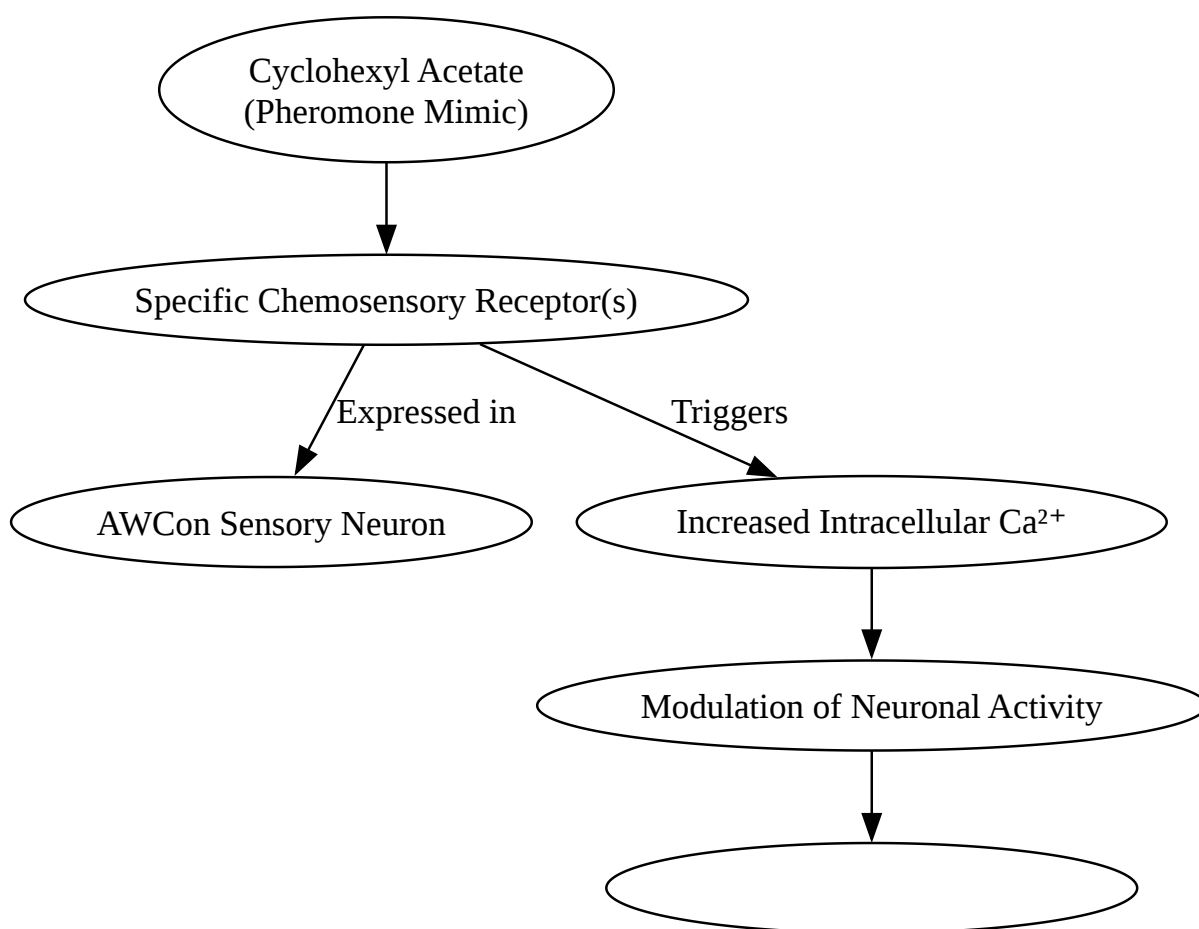 Cyclohexyl Acetate
(Pheromone Mimic)
Specific Chemosensory Receptor(s)
Expressed in
Triggers
AWCon Sensory Neuron
Increased Intracellular Ca²⁺
Modulation of Neuronal Activity